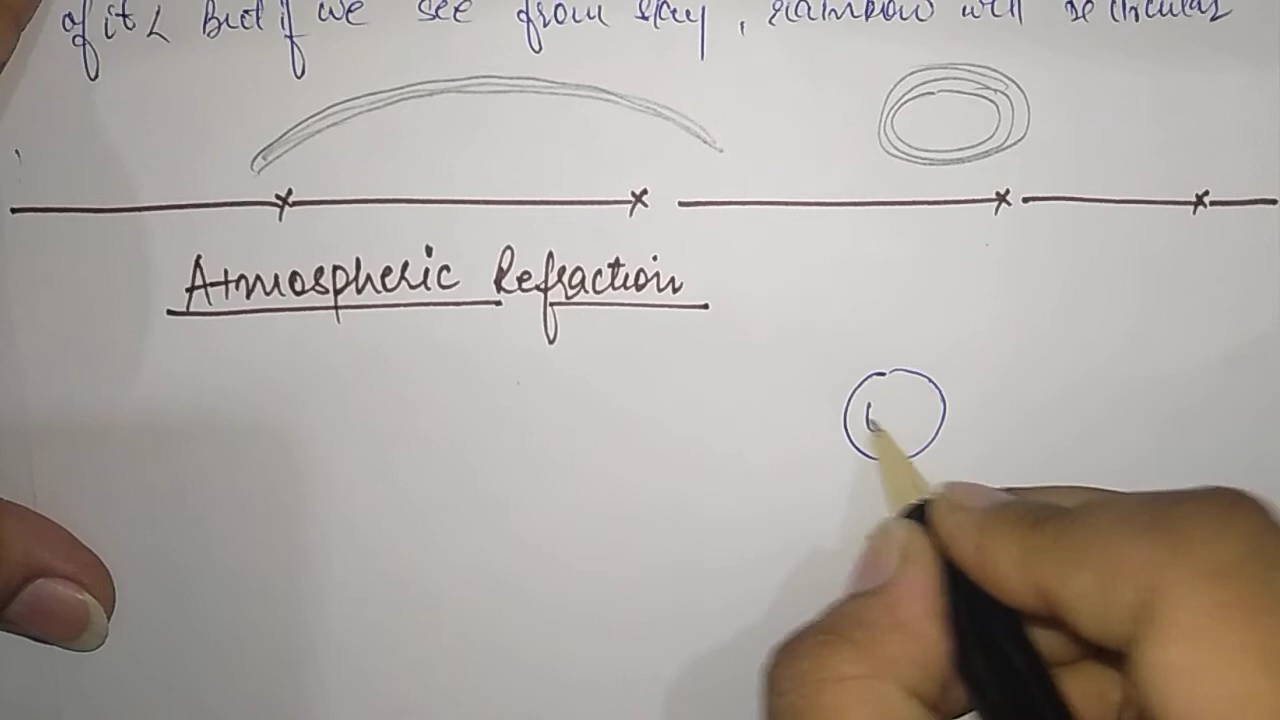 of it. But if we see from sky, rainbow will be circular
Atmospheric Refraction